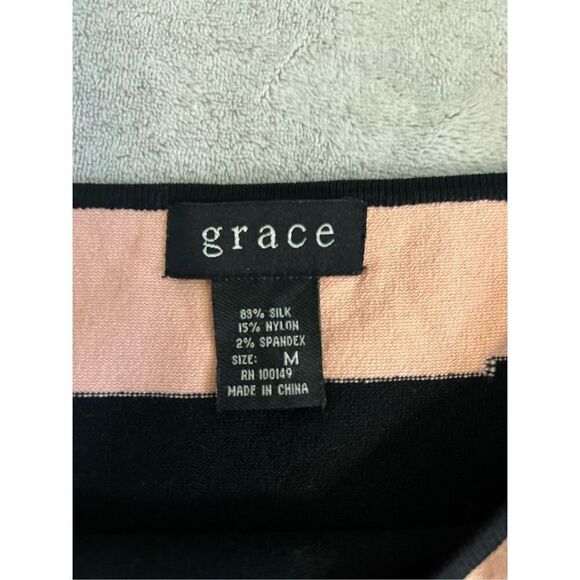 grace
83% SILK
15% NYLON
2% SPANDEX
SIZE: M
RN 100149
MADE IN CHINA